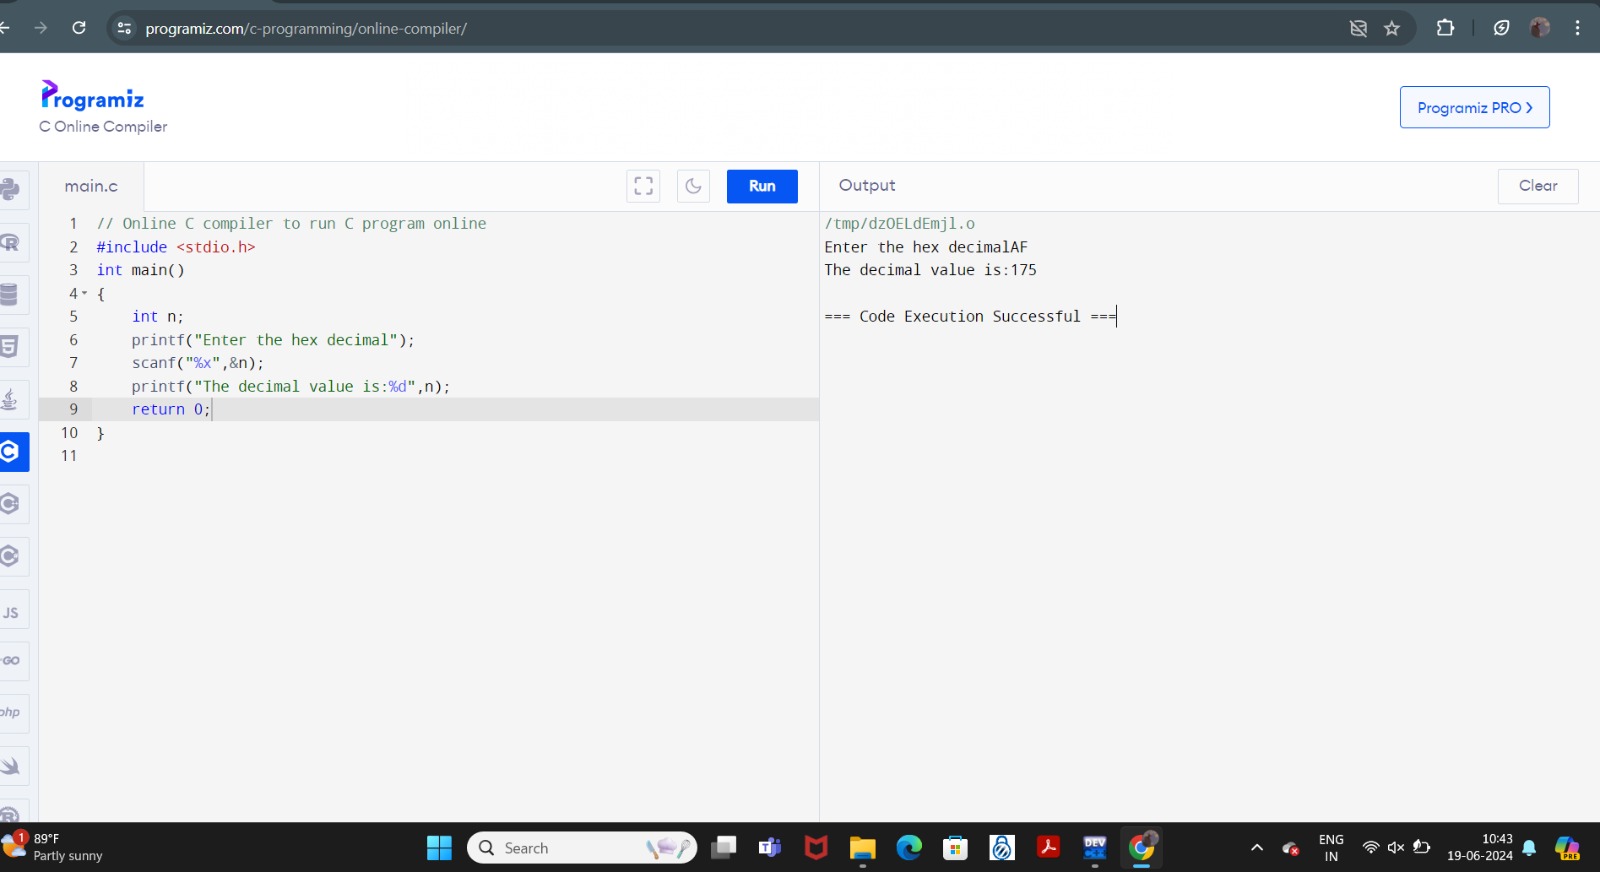 programiz.com/c-programming/online-compiler/
Programiz
C Online Compiler
Programiz PRO
main.c
Run
Output
Clear
1 // Online C compiler to run C program online
2 #include <stdio.h>
3 int main()
4 {
5     int n;
6     printf("Enter the hex decimal");
7     scanf("%x",&n);
8     printf("The decimal value is:%d",n);
9     return 0;
10 }
11
/tmp/dzOELdEmjl.o
Enter the hex decimalAF
The decimal value is:175
=== Code Execution Successful ===
JS
GO
php
1
89°F
Partly sunny
Search
DEV
PRE
ENG
IN
10:43
19-06-2024